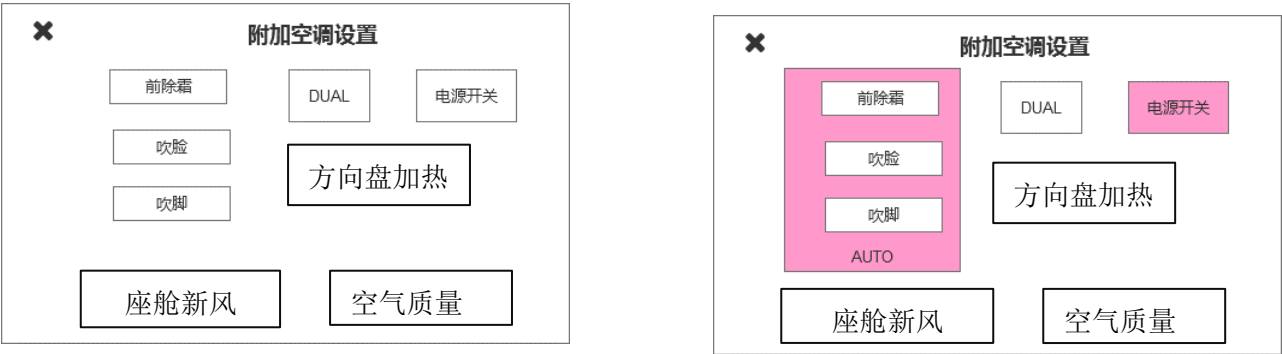 附加空调设置
前除霜
DUAL
电源开关
吹脸
方向盘加热
吹脚
座舱新风
空气质量
附加空调设置
前除霜
DUAL
电源开关
吹脸
方向盘加热
吹脚
AUTO
座舱新风
空气质量